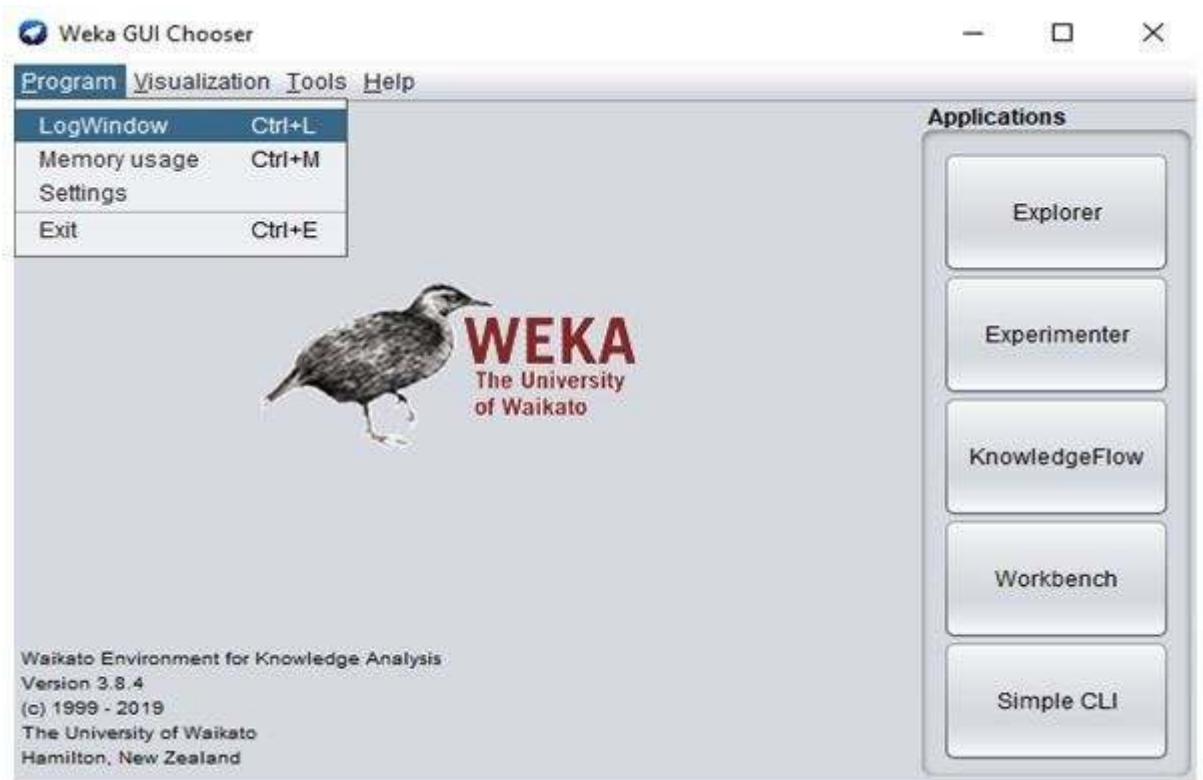 Weka GUI Chooser
Program Visualization Tools Help
LogWindow Ctrl+L
Memory usage Ctrl+M
Settings
Exit Ctrl+E
Applications
Explorer
Experimenter
KnowledgeFlow
Workbench
Simple CLI
WEKA
The University
of Waikato
Waikato Environment for Knowledge Analysis
Version 3.8.4
(c) 1999 - 2019
The University of Waikato
Hamilton, New Zealand